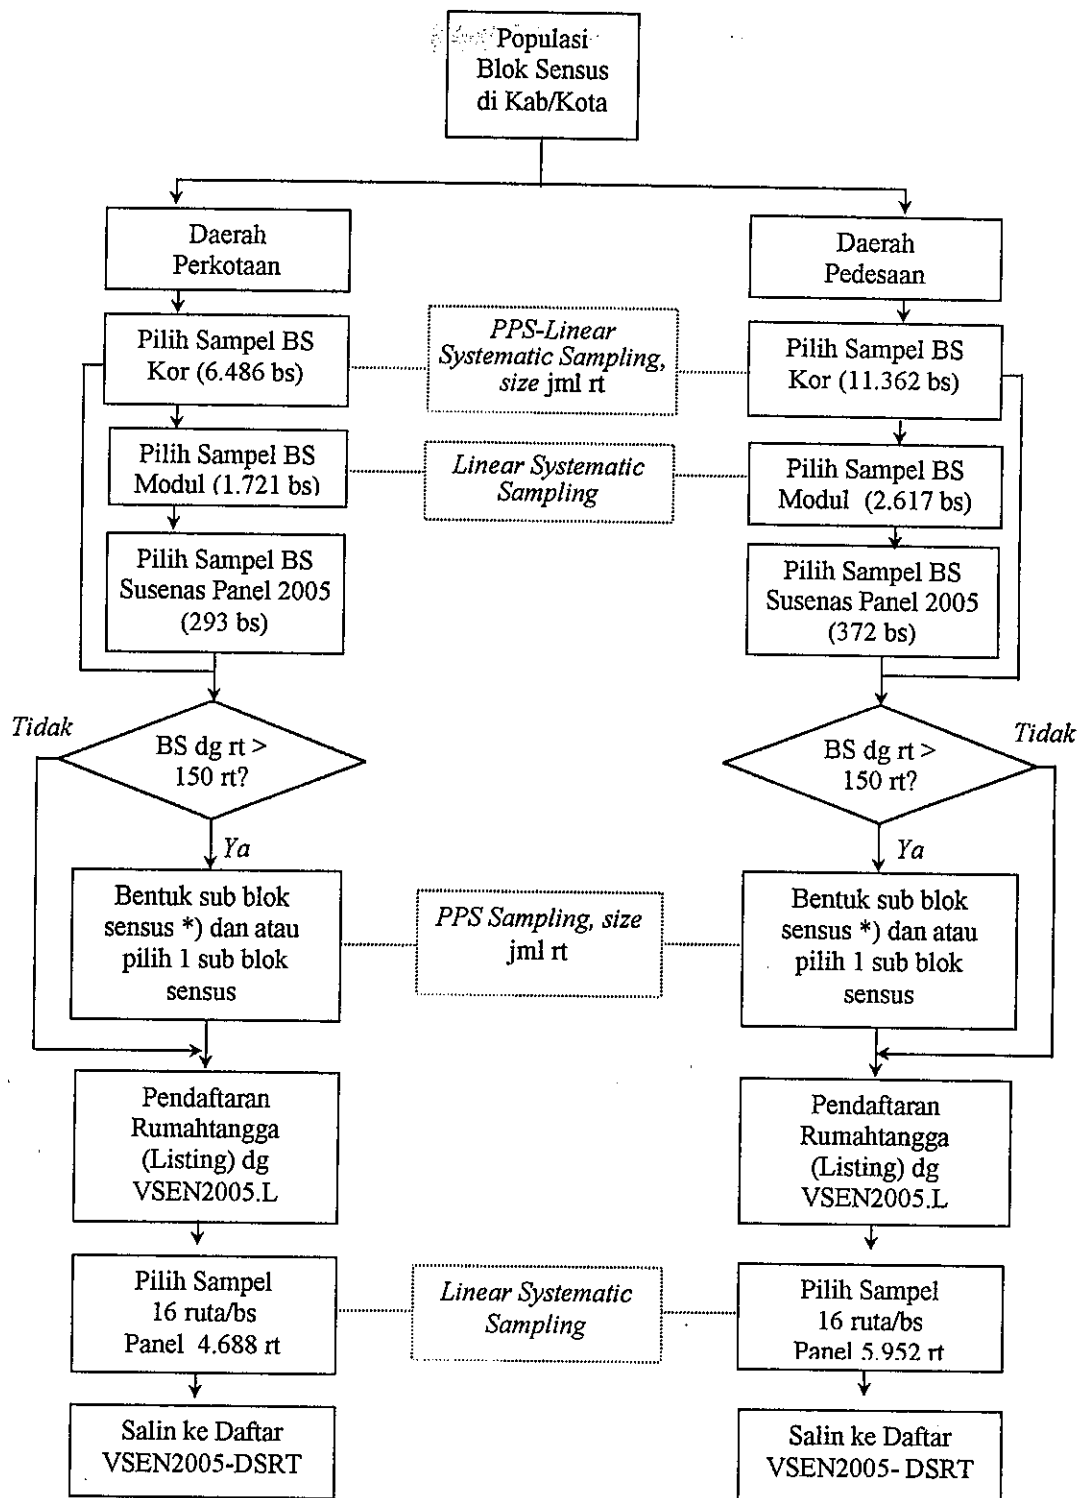 Populasi
Blok Sensus
di Kab/Kota
Daerah
Perkotaan
Daerah
Pedesaan
Pilih Sampel BS
Kor (6.486 bs)
PPS-Linear
Systematic Sampling,
size jml rt
Pilih Sampel BS
Kor (11.362 bs)
Pilih Sampel BS
Modul (1.721 bs)
Linear Systematic
Sampling
Pilih Sampel BS
Modul (2.617 bs)
Pilih Sampel BS
Susenas Panel 2005
(293 bs)
Pilih Sampel BS
Susenas Panel 2005
(372 bs)
Tidak
BS dg rt >
150 rt?
Ya
BS dg rt >
150 rt?
Tidak
Ya
Bentuk sub blok
sensus *) dan atau
pilih 1 sub blok
sensus
PPS Sampling, size
jml rt
Bentuk sub blok
sensus *) dan atau
pilih 1 sub blok
sensus
Pendaftaran
Rumahtangga
(Listing) dg
VSEN2005.L
Pendaftaran
Rumahtangga
(Listing) dg
VSEN2005.L
Pilih Sampel
16 ruta/bs
Panel 4.688 rt
Linear Systematic
Sampling
Pilih Sampel
16 ruta/bs
Panel 5.952 rt
Salin ke Daftar
VSEN2005-DSRT
Salin ke Daftar
VSEN2005- DSRT